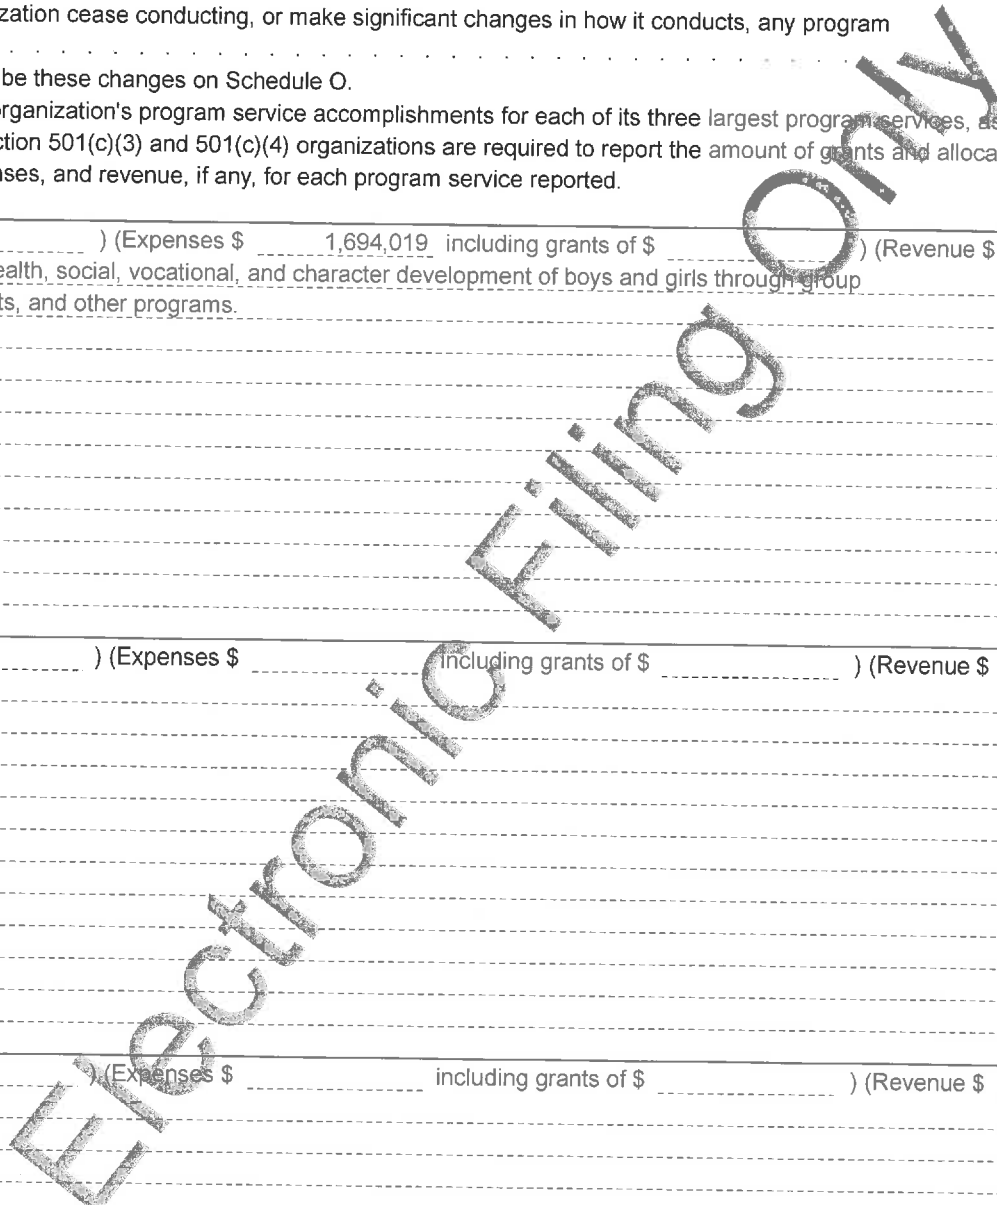 zation cease conducting, or make significant changes in how it conducts, any program
be these changes on Schedule O.
organization's program service accomplishments for each of its three largest program services, as
ction 501(c)(3) and 501(c)(4) organizations are required to report the amount of grants and alloca
nses, and revenue, if any, for each program service reported.
) (Expenses $ 1,694,019 including grants of $ ) (Revenue $
ealth, social, vocational, and character development of boys and girls through group
ts, and other programs.
) (Expenses $ including grants of $ ) (Revenue $
) (Expenses $ including grants of $ ) (Revenue $
Electronic Filing Only